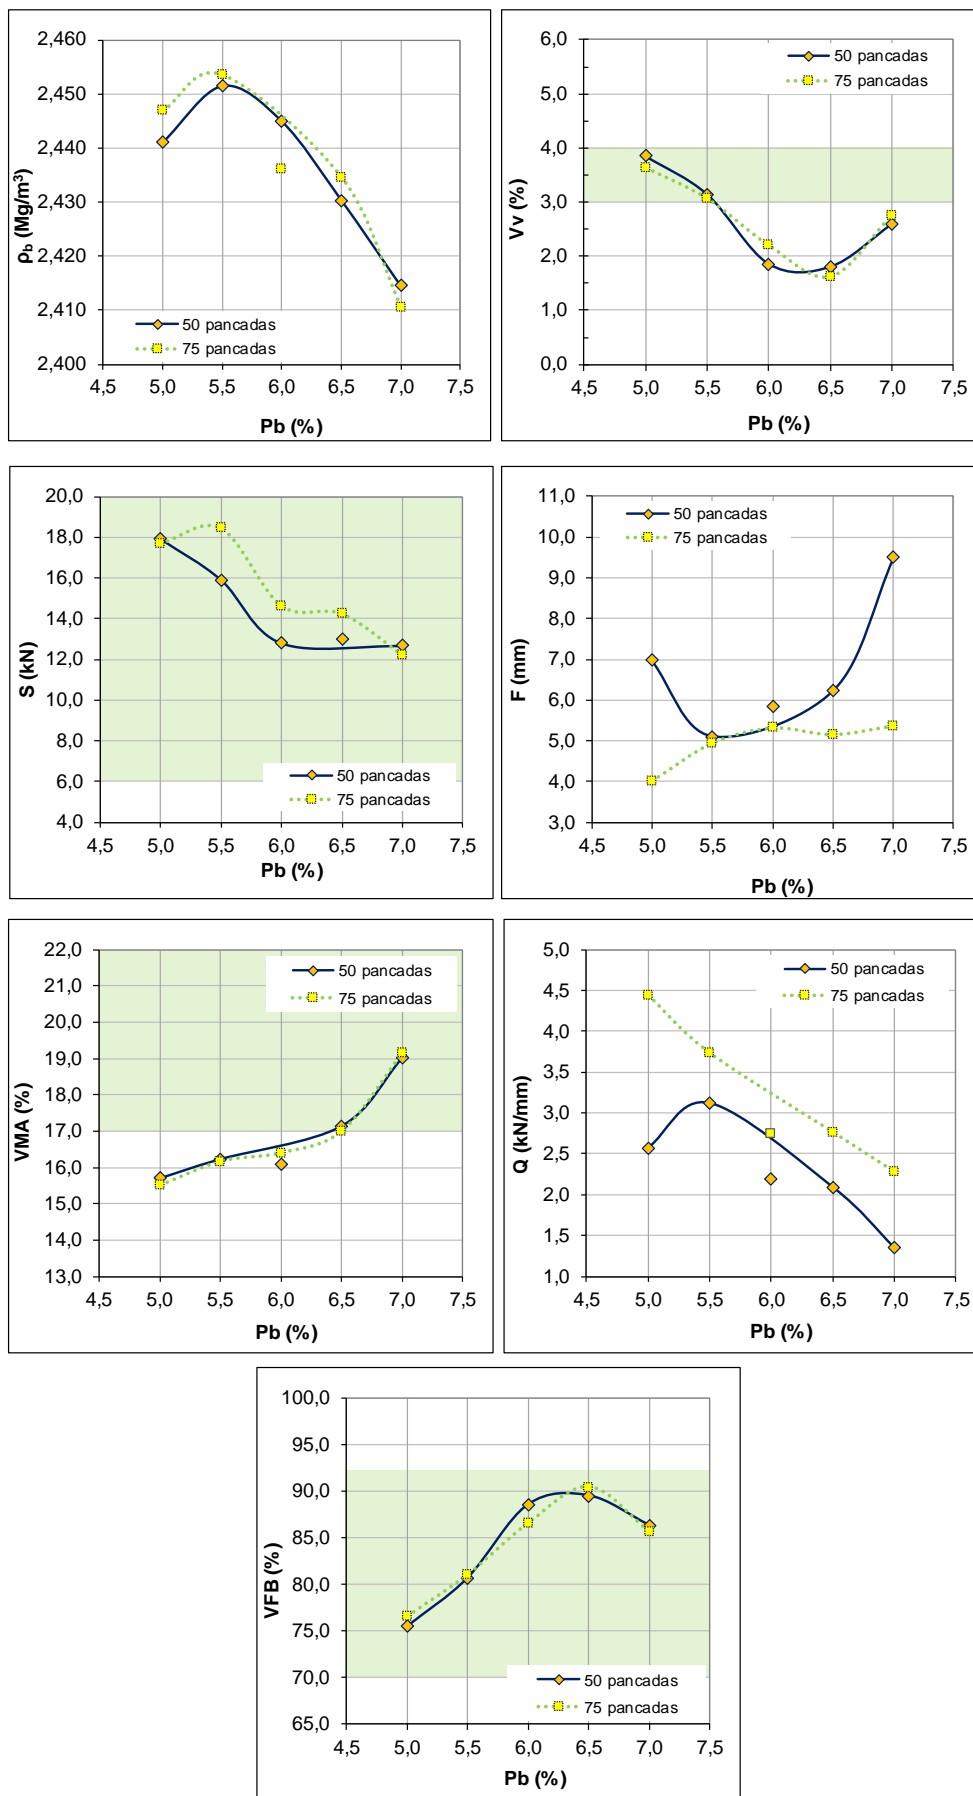 2,460
2,450
2,440
2,430
2,420
2,410
2,400
ρb (Mg/m³)
50 pancadas
75 pancadas
4,5 5,0 5,5 6,0 6,5 7,0 7,5
Pb (%)
6,0
5,0
4,0
3,0
2,0
1,0
0,0
Vv (%)
50 pancadas
75 pancadas
4,5 5,0 5,5 6,0 6,5 7,0 7,5
Pb (%)
20,0
18,0
16,0
14,0
12,0
10,0
8,0
6,0
4,0
S (kN)
50 pancadas
75 pancadas
4,5 5,0 5,5 6,0 6,5 7,0 7,5
Pb (%)
11,0
10,0
9,0
8,0
7,0
6,0
5,0
4,0
3,0
F (mm)
50 pancadas
75 pancadas
4,5 5,0 5,5 6,0 6,5 7,0 7,5
Pb (%)
22,0
21,0
20,0
19,0
18,0
17,0
16,0
15,0
14,0
13,0
VMA (%)
50 pancadas
75 pancadas
4,5 5,0 5,5 6,0 6,5 7,0 7,5
Pb (%)
5,0
4,5
4,0
3,5
3,0
2,5
2,0
1,5
1,0
Q (kN/mm)
50 pancadas
75 pancadas
4,5 5,0 5,5 6,0 6,5 7,0 7,5
Pb (%)
100,0
95,0
90,0
85,0
80,0
75,0
70,0
65,0
VFB (%)
50 pancadas
75 pancadas
4,5 5,0 5,5 6,0 6,5 7,0 7,5
Pb (%)